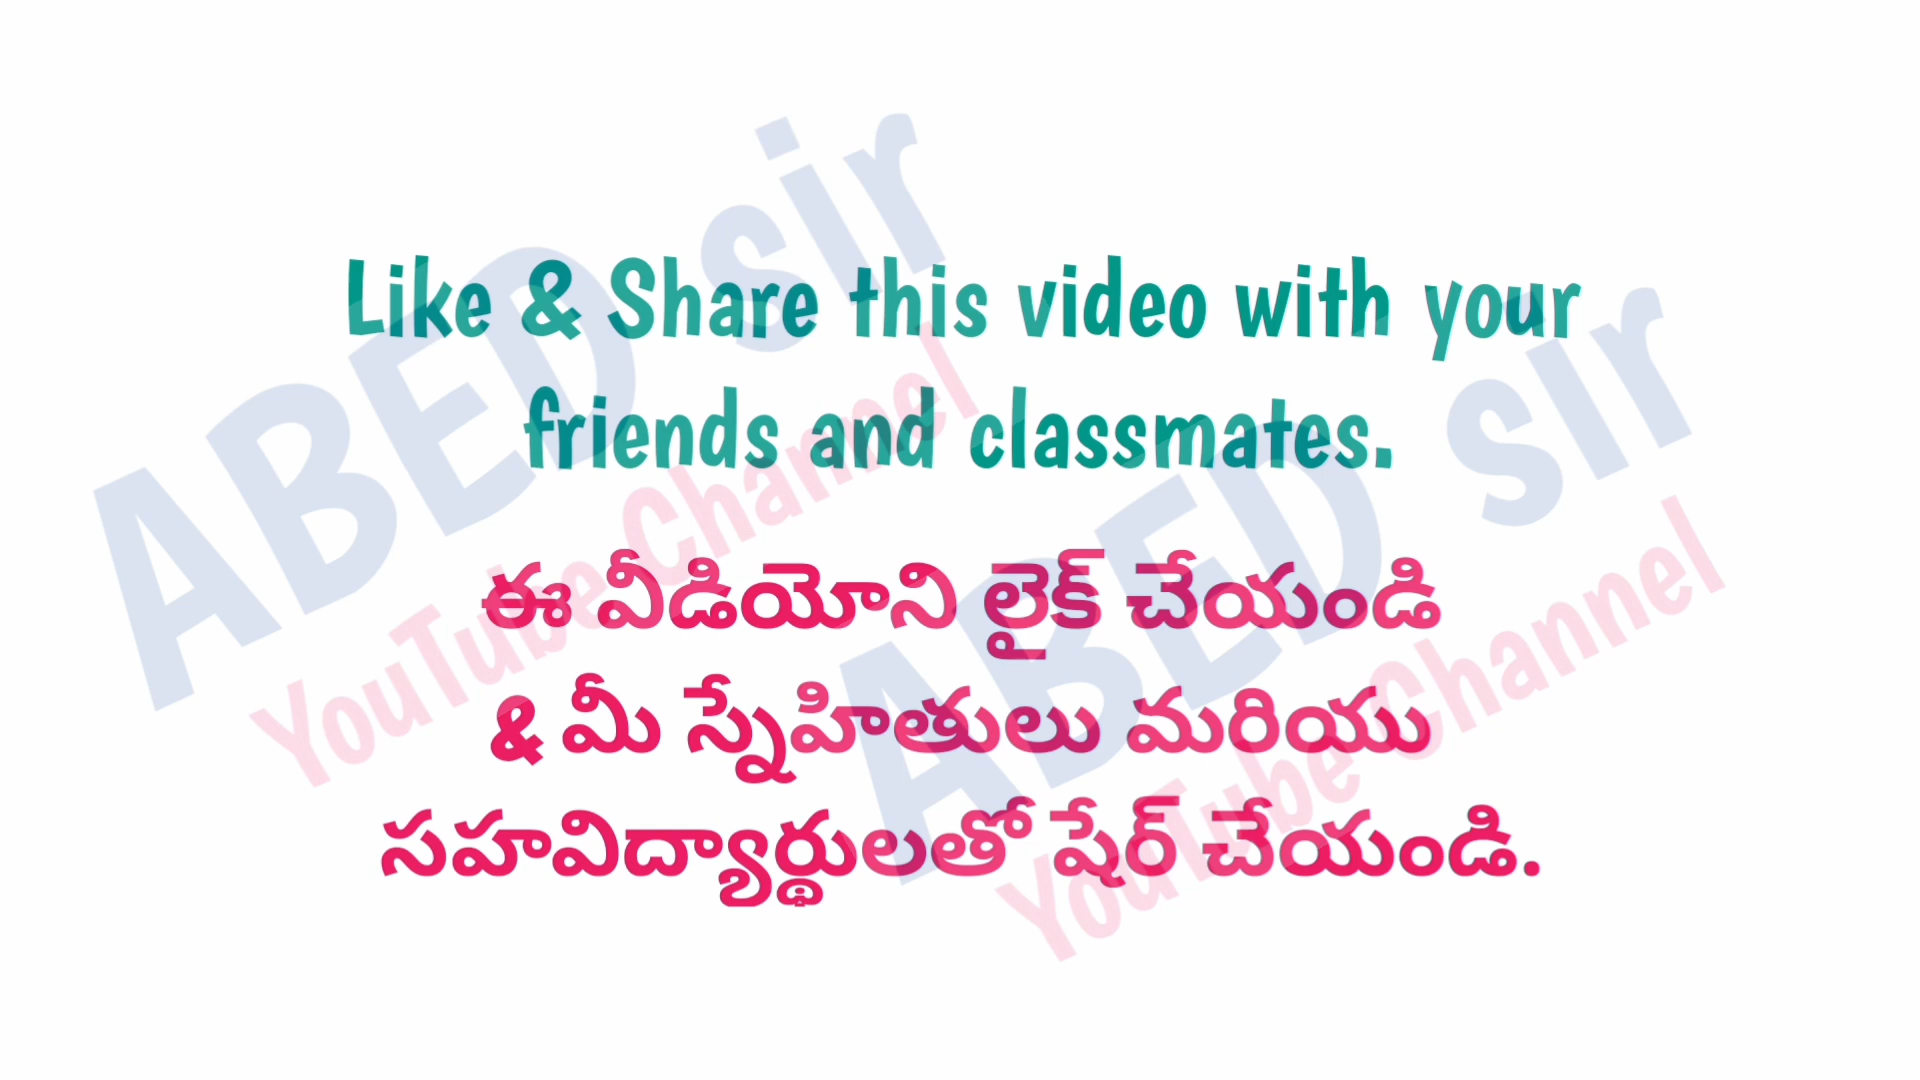 Like & Share this video with your
friends and classmates.
ఈ వీడియోని లైక్ చేయండి
& మీ స్నేహితులు మరియు
సహవిద్యార్థులతో షేర్ చేయండి.
ABED sir
YouTube Channel
ABED sir
YouTube Channel